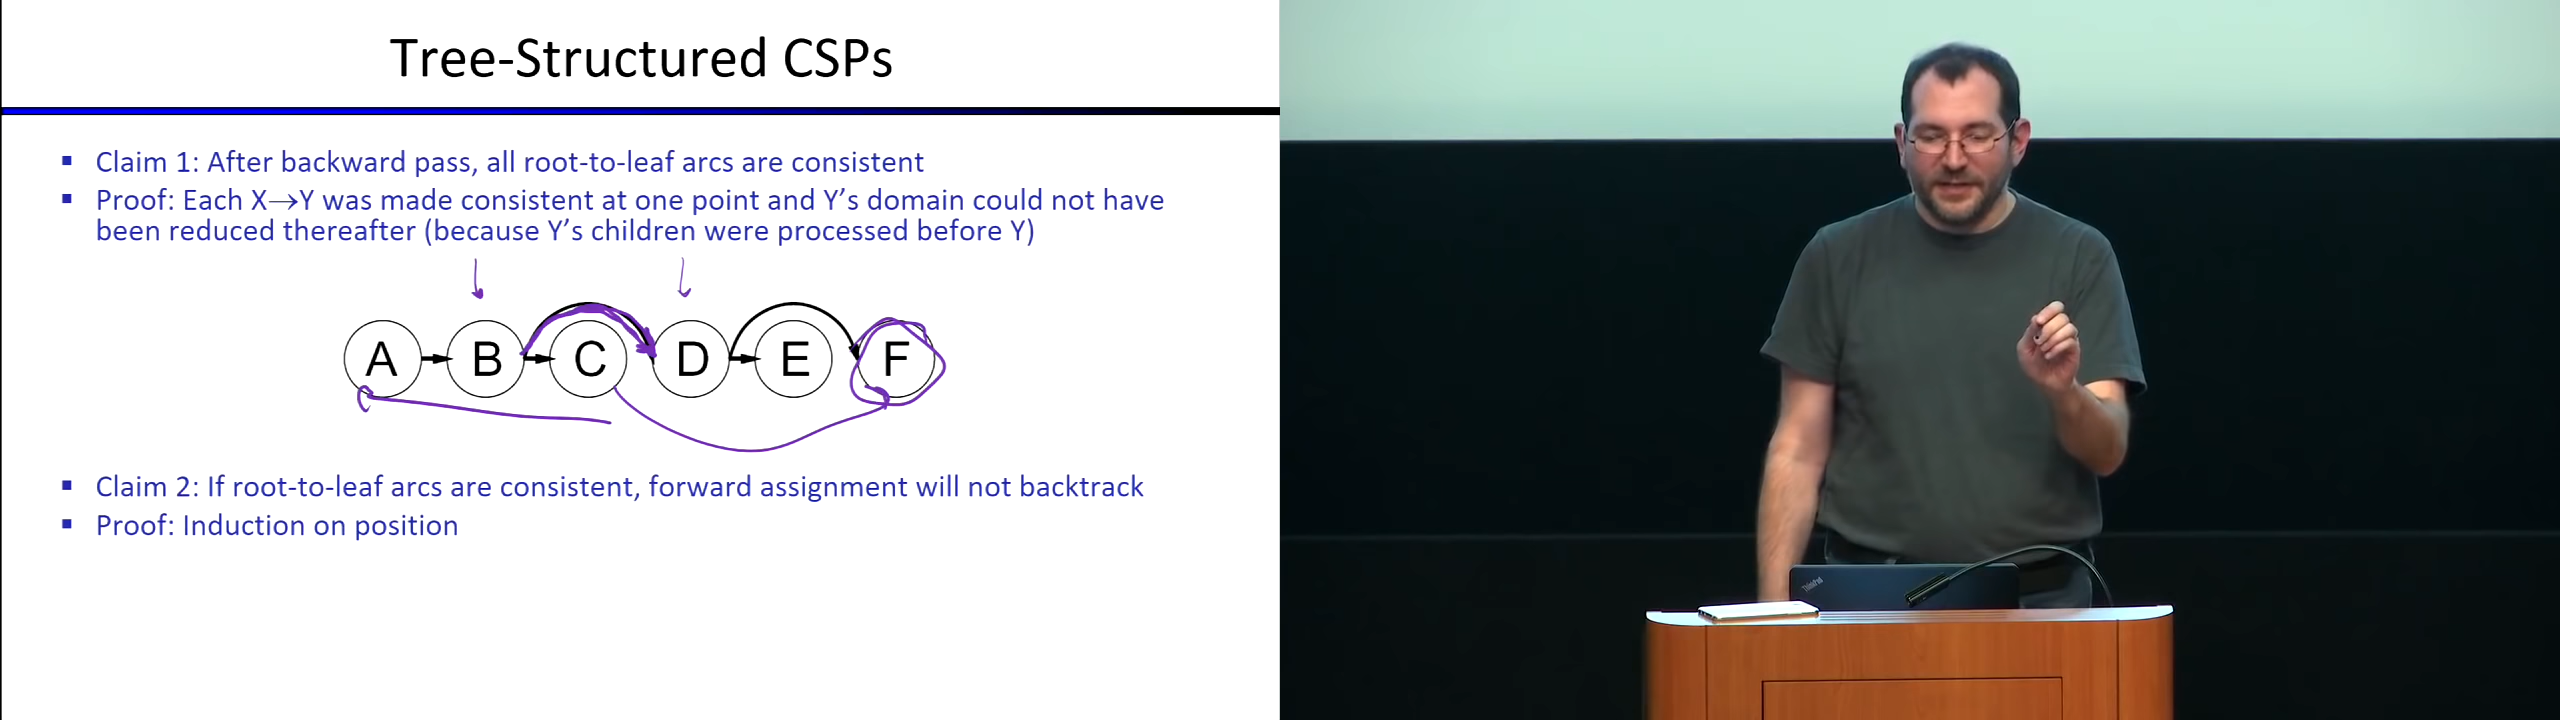 Tree-Structured CSPs
▪ Claim 1: After backward pass, all root-to-leaf arcs are consistent
▪ Proof: Each X→Y was made consistent at one point and Y’s domain could not have
been reduced thereafter (because Y’s children were processed before Y)
A B C D E F
▪ Claim 2: If root-to-leaf arcs are consistent, forward assignment will not backtrack
▪ Proof: Induction on position
ThinkPad